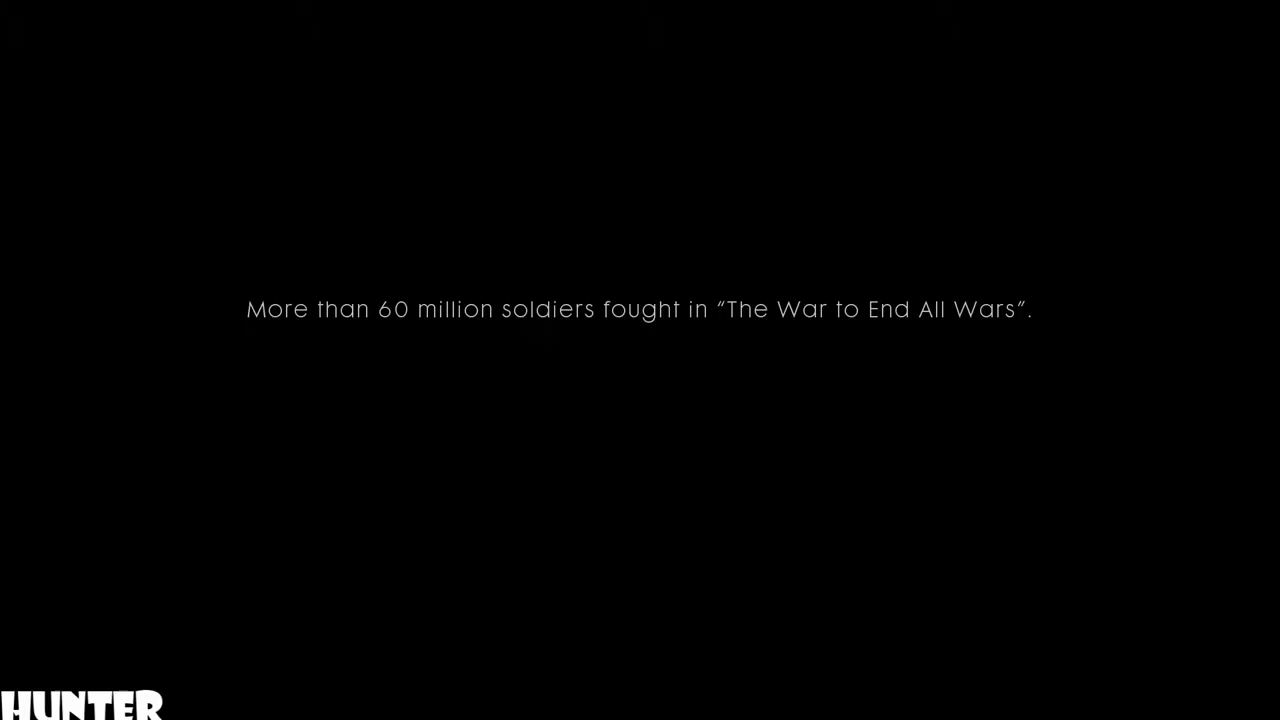 More than 60 million soldiers fought in “The War to End All Wars”.
HUNTER